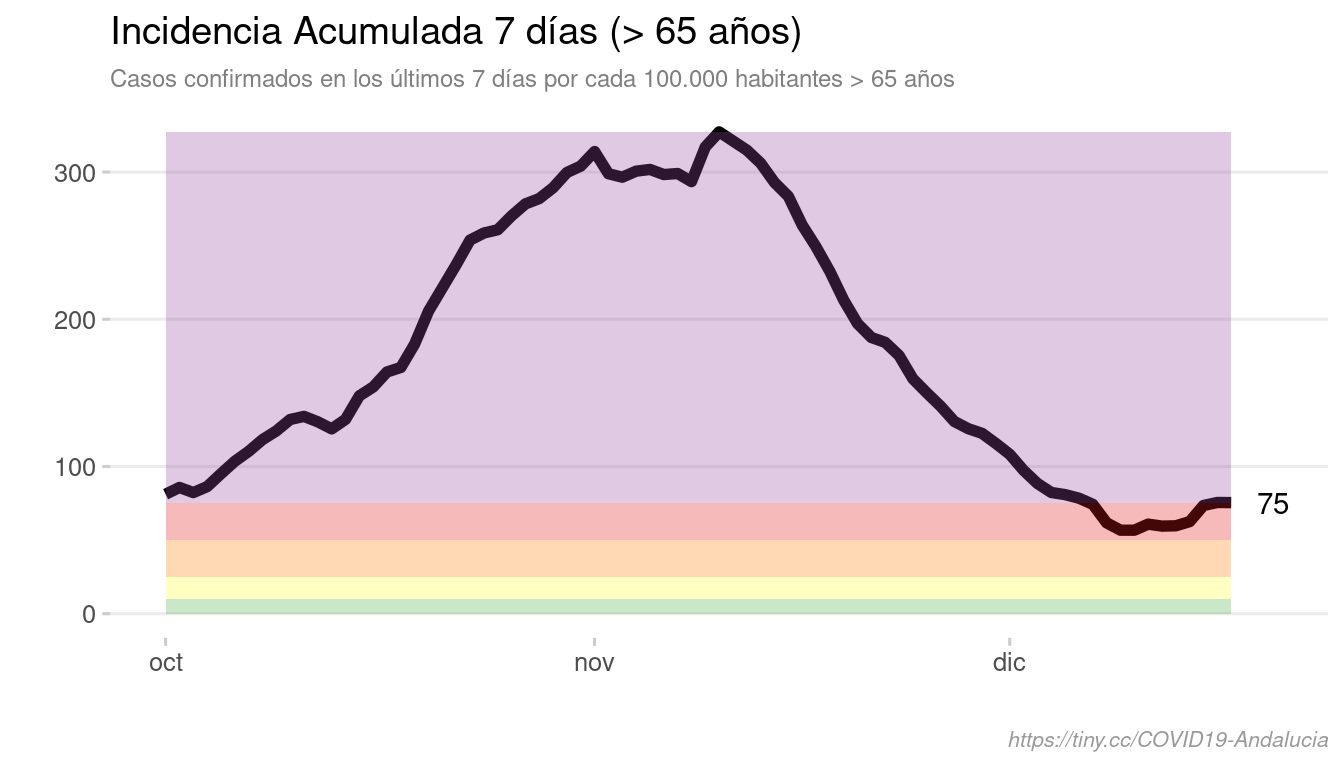 Incidencia Acumulada 7 días (> 65 años)
Casos confirmados en los últimos 7 días por cada 100.000 habitantes > 65 años
300
200
100
0
75
oct nov dic
https://tiny.cc/COVID19-Andalucia